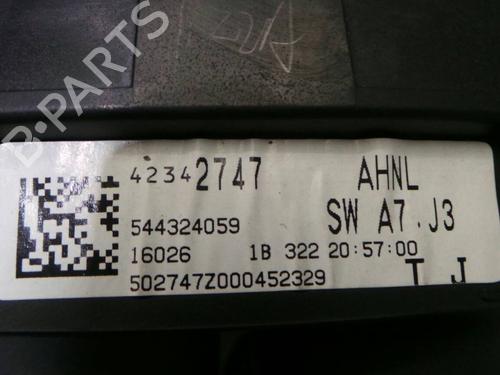 B-PARTS
42342747 AHNL
544324059 SW A7.J3
16026 1B 322 20:57:00
502747Z000452329 T J